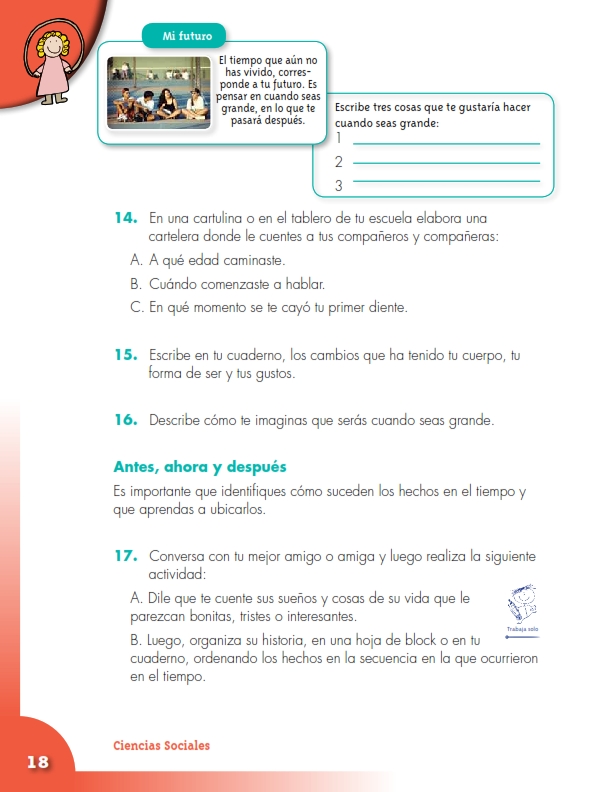 Mi futuro
El tiempo que aún no
has vivido, corres-
ponde a tu futuro. Es
pensar en cuando seas
grande, en lo que te
pasará después.
Escribe tres cosas que te gustaría hacer
cuando seas grande:
1
2
3
14. En una cartulina o en el tablero de tu escuela elabora una
cartelera donde le cuentes a tus compañeros y compañeras:
A. A qué edad caminaste.
B. Cuándo comenzaste a hablar.
C. En qué momento se te cayó tu primer diente.
15. Escribe en tu cuaderno, los cambios que ha tenido tu cuerpo, tu
forma de ser y tus gustos.
16. Describe cómo te imaginas que serás cuando seas grande.
Antes, ahora y después
Es importante que identifiques cómo suceden los hechos en el tiempo y
que aprendas a ubicarlos.
17. Conversa con tu mejor amigo o amiga y luego realiza la siguiente
actividad:
A. Dile que te cuente sus sueños y cosas de su vida que le
parezcan bonitas, tristes o interesantes.
Trabaja solo
B. Luego, organiza su historia, en una hoja de block o en tu
cuaderno, ordenando los hechos en la secuencia en la que ocurrieron
en el tiempo.
Ciencias Sociales
18